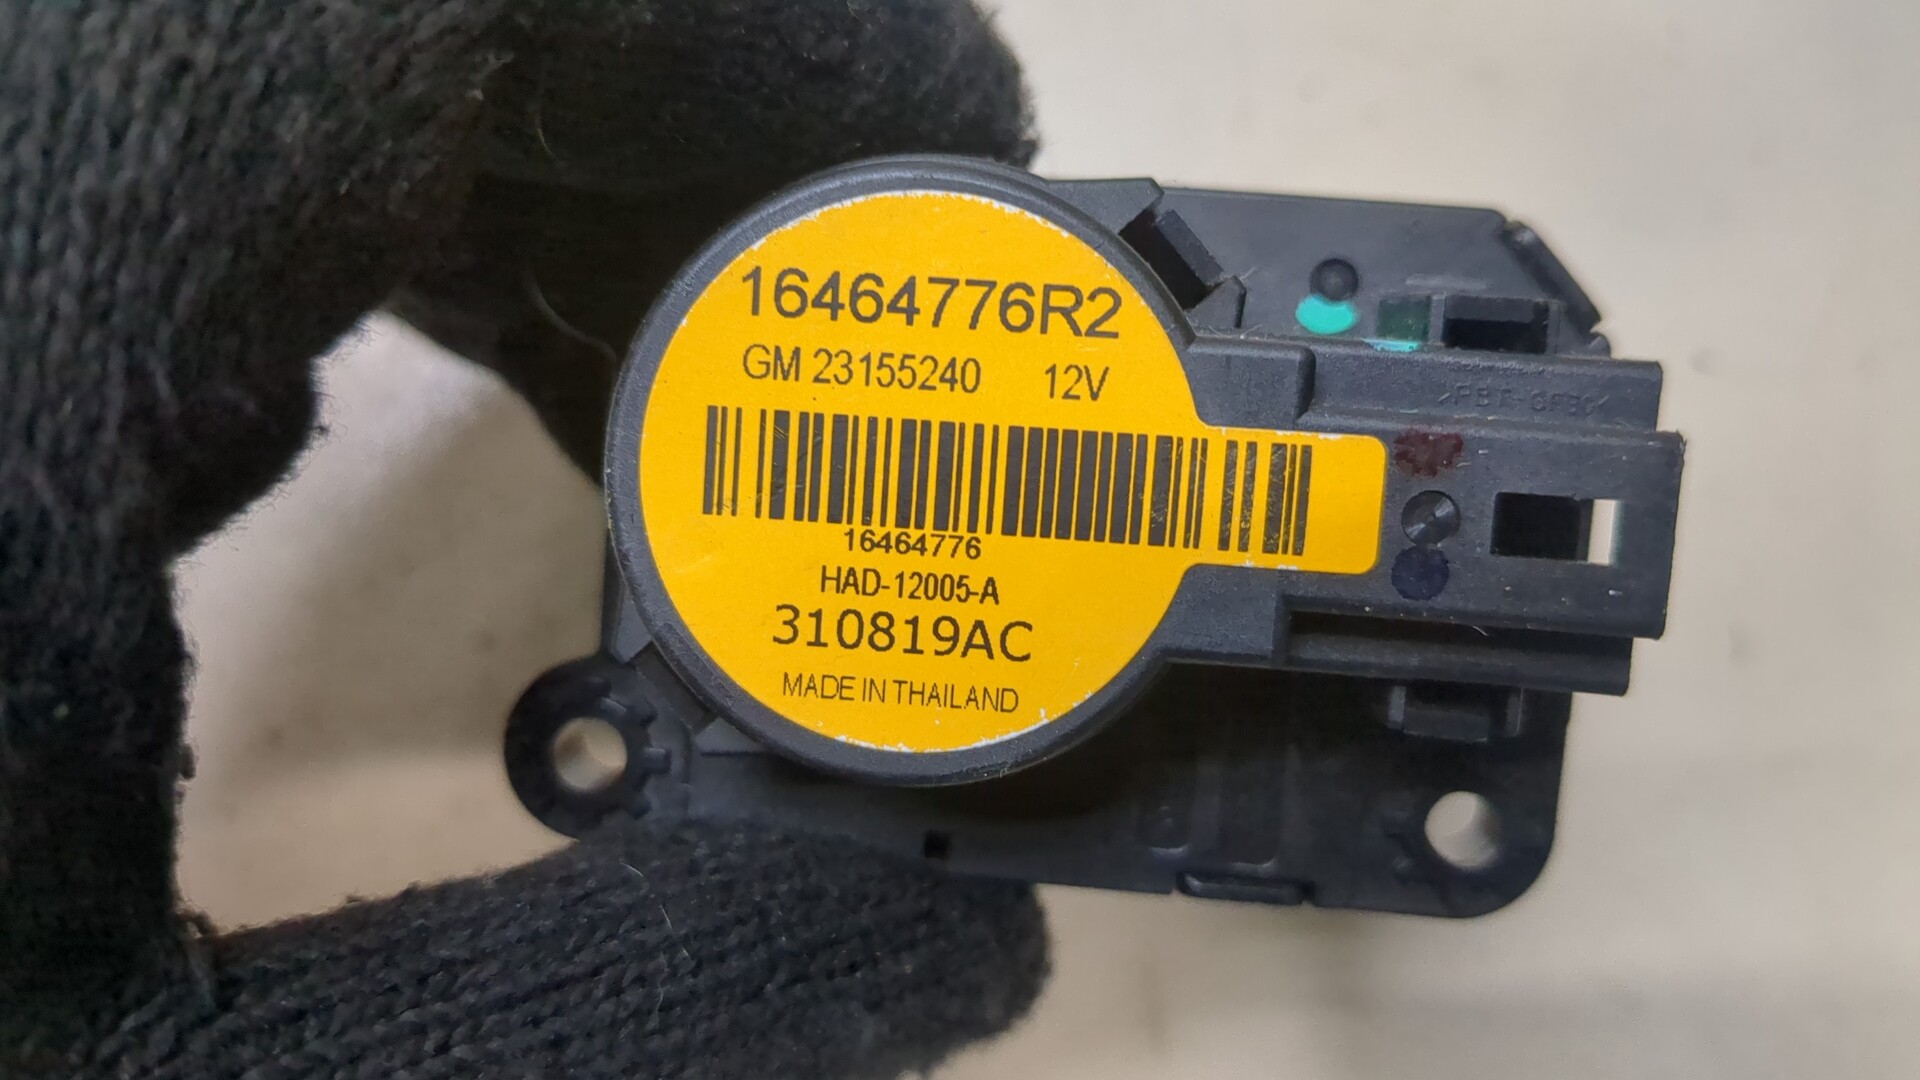 16464776R2
GM 23155240 12V
16464776
HAD-12005-A
310819AC
MADE IN THAILAND